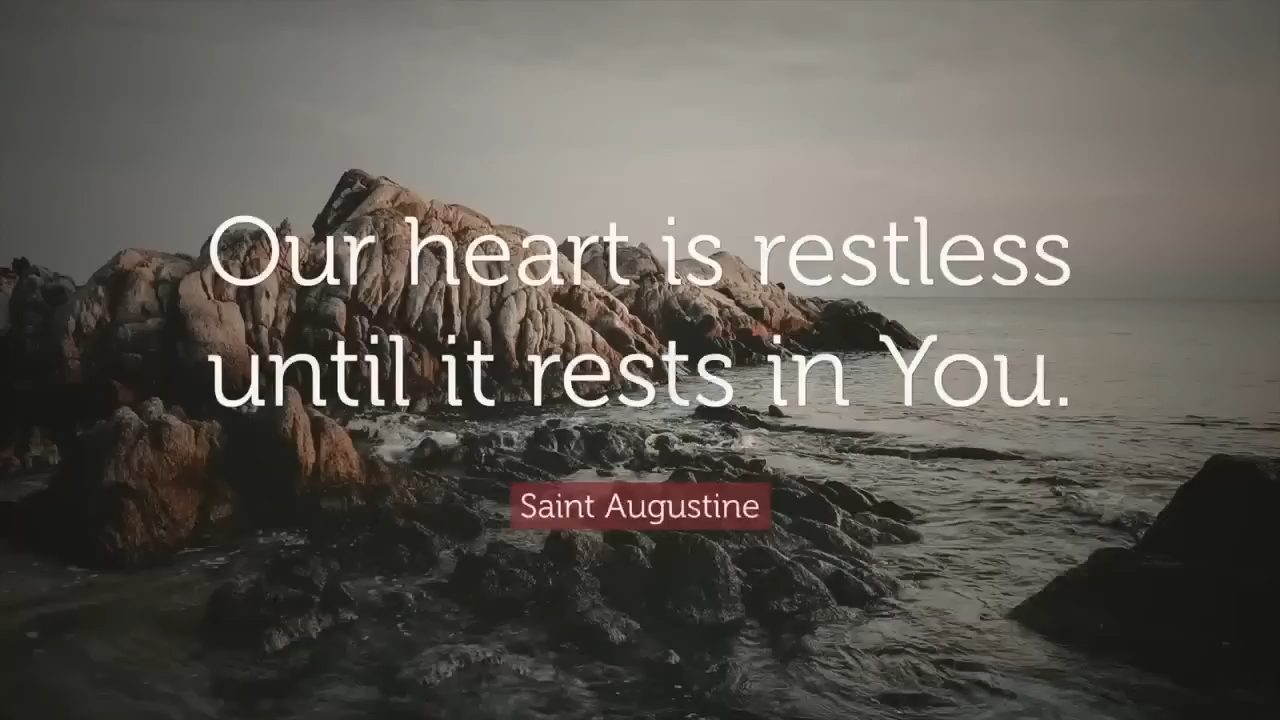 Our heart is restless
until it rests in You.
Saint Augustine